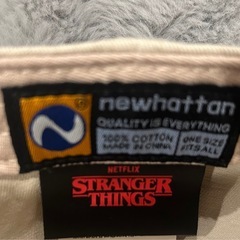 newhattan
QUALITY IS EVERYTHING
100% COTTON
MADE IN CHINA
ONE SIZE
FITS ALL
NETFLIX
STRANGER
THINGS